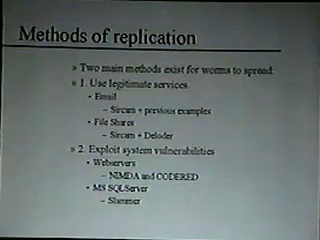 Methods of replication
» Two main methods exist for worms to spread:
» 1. Use legitimate services
• Email
– Sircam + previous examples
• File Shares
– Sircam + Deloder
» 2. Exploit system vulnerabilities
• Webservers
– NIMDA and CODERED
• MS SQLServer
– Slammer